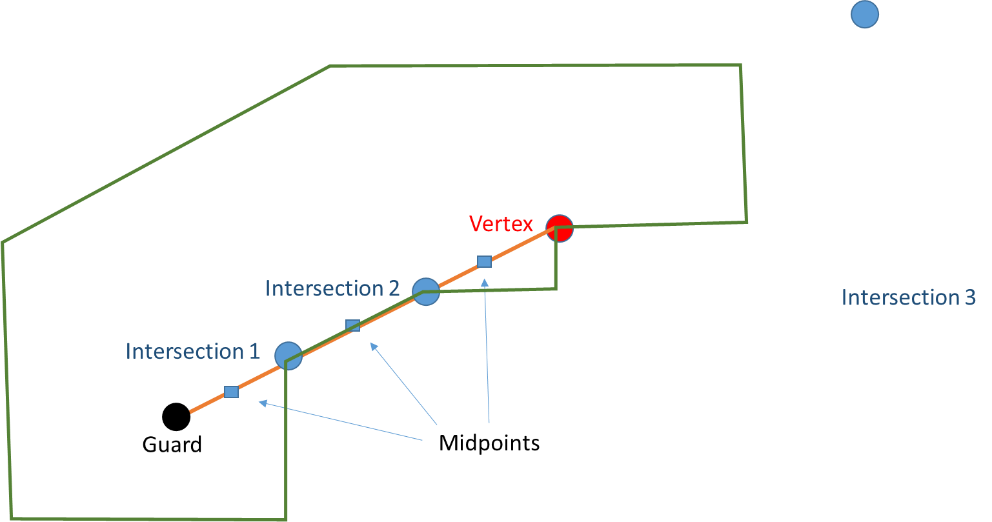 Vertex
Intersection 2
Intersection 3
Intersection 1
Guard
Midpoints